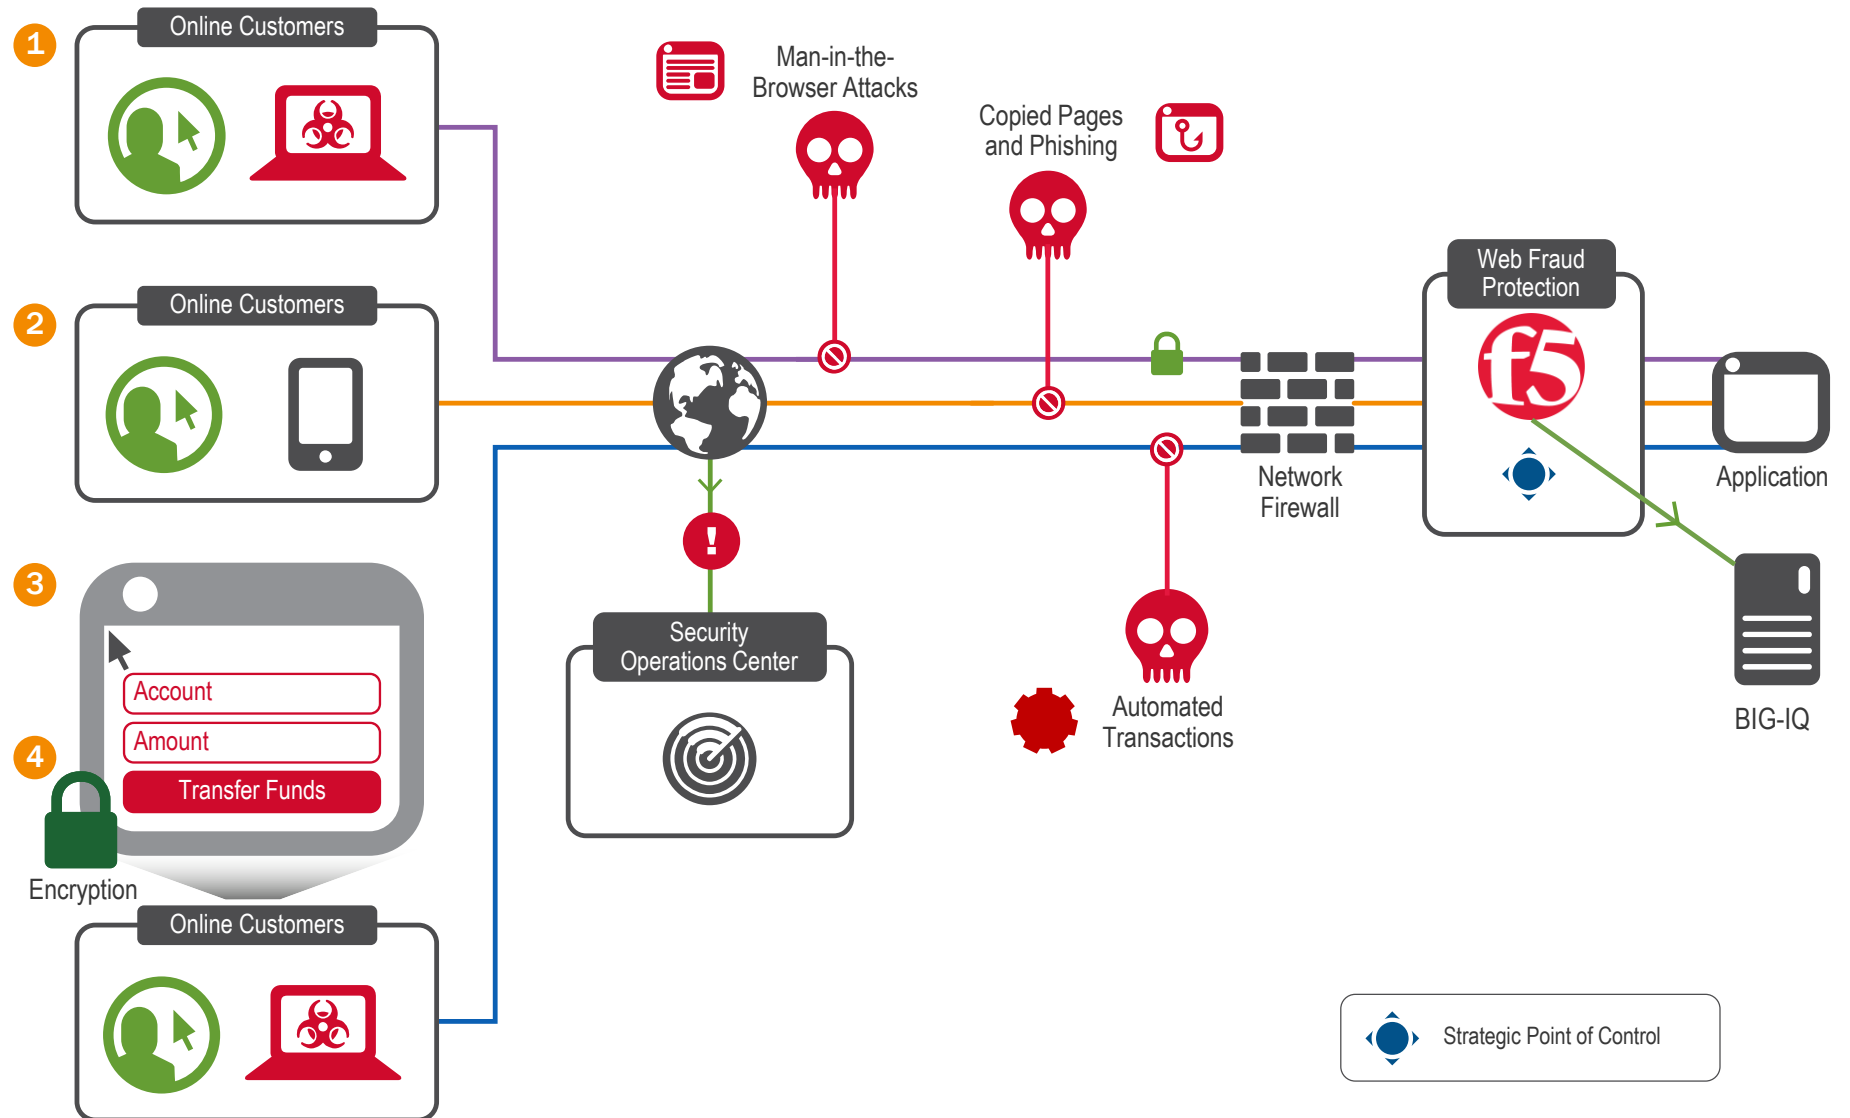 1
Online Customers
Man-in-the-
Browser Attacks
Copied Pages
and Phishing
2
Online Customers
Web Fraud
Protection
f5
Network
Firewall
Application
!
3
Account
Amount
Transfer Funds
4
Encryption
Security
Operations Center
Automated
Transactions
BIG-IQ
Online Customers
Strategic Point of Control